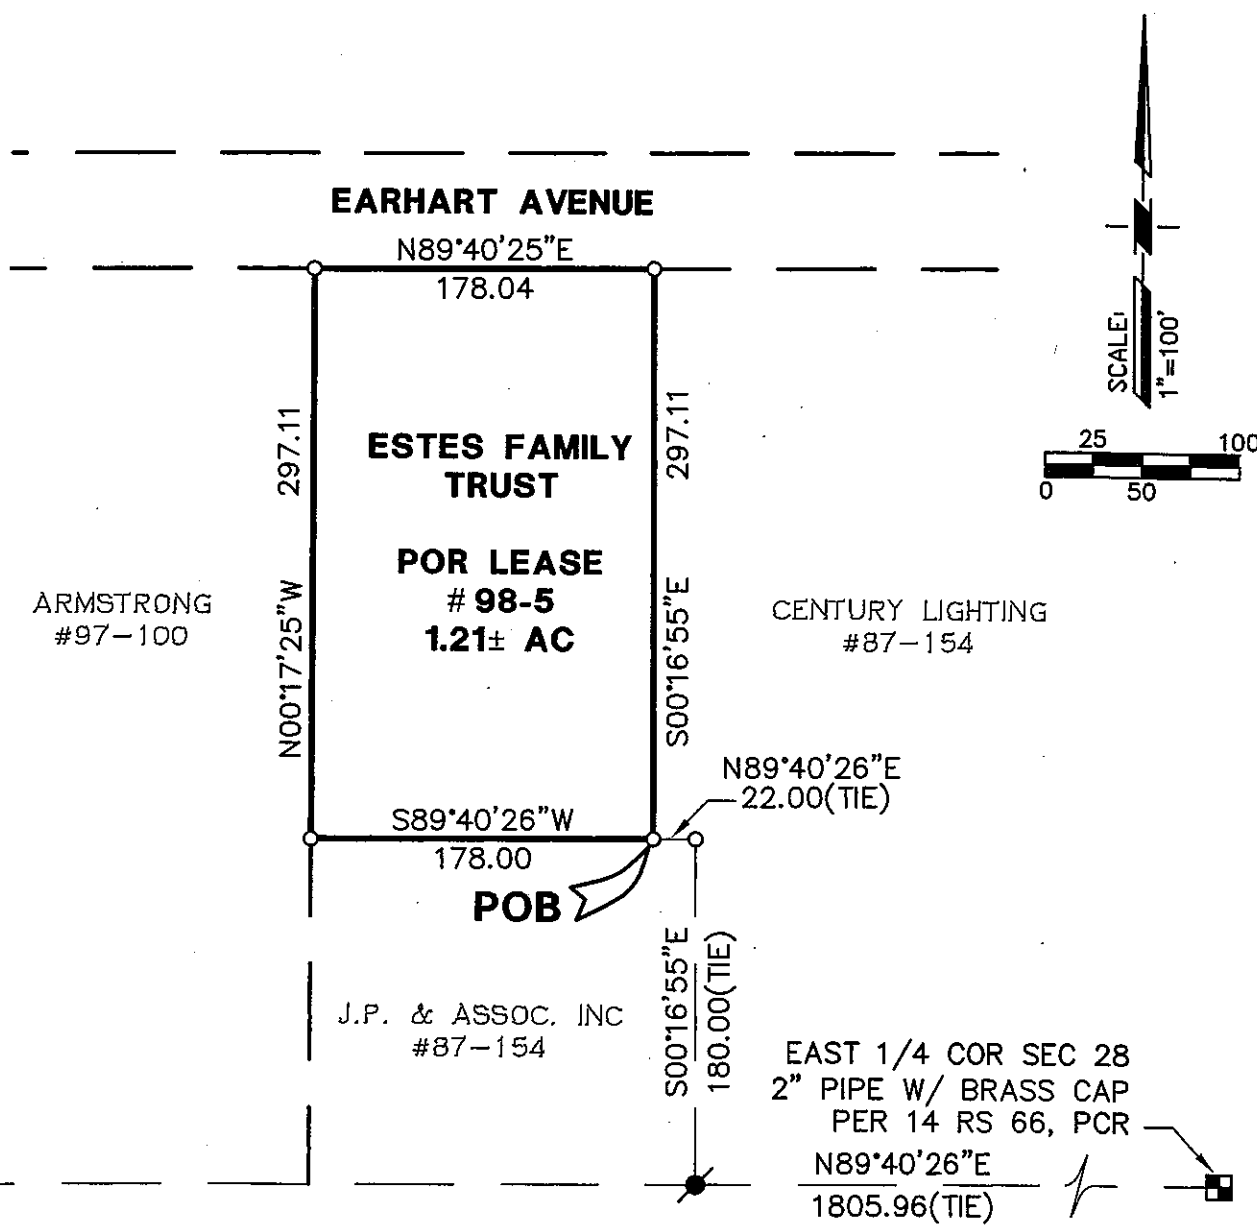 EARHART AVENUE
N89°40'25"E
178.04
SCALE:
1"=100'
25 100
0 50
297.11
N00°17'25"W
ESTES FAMILY
TRUST
POR LEASE
# 98-5
1.21± AC
297.11
S00°16'55"E
ARMSTRONG
#97-100
CENTURY LIGHTING
#87-154
N89°40'26"E
22.00(TIE)
S89°40'26"W
178.00
POB
S00°16'55"E
180.00(TIE)
J.P. & ASSOC. INC
#87-154
EAST 1/4 COR SEC 28
2" PIPE W/ BRASS CAP
PER 14 RS 66, PCR
N89°40'26"E
1805.96(TIE)